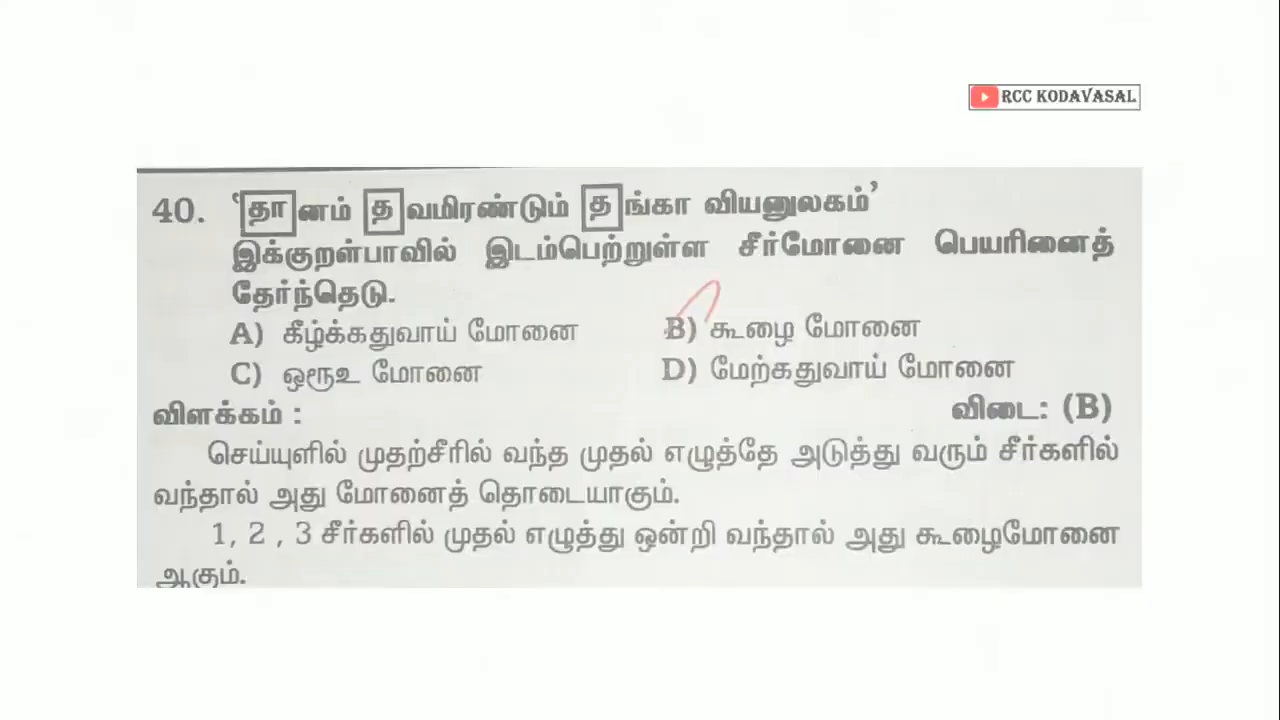 RCC KODAVASAL
40. ‘தானம் தவமிரண்டும் தங்கா வியனுலகம்’
இக்குறள்பாவில் இடம்பெற்றுள்ள சீர்மோனை பெயரினைத்
தேர்ந்தெடு.
A) கீழ்க்கதுவாய் மோனை B) கூழை மோனை
C) ஒரூஉ மோனை D) மேற்கதுவாய் மோனை
விளக்கம் : விடை: (B)
செய்யுளில் முதற்சீரில் வந்த முதல் எழுத்தே அடுத்து வரும் சீர்களில்
வந்தால் அது மோனைத் தொடையாகும்.
1, 2 , 3 சீர்களில் முதல் எழுத்து ஒன்றி வந்தால் அது கூழைமோனை
ஆகும்.